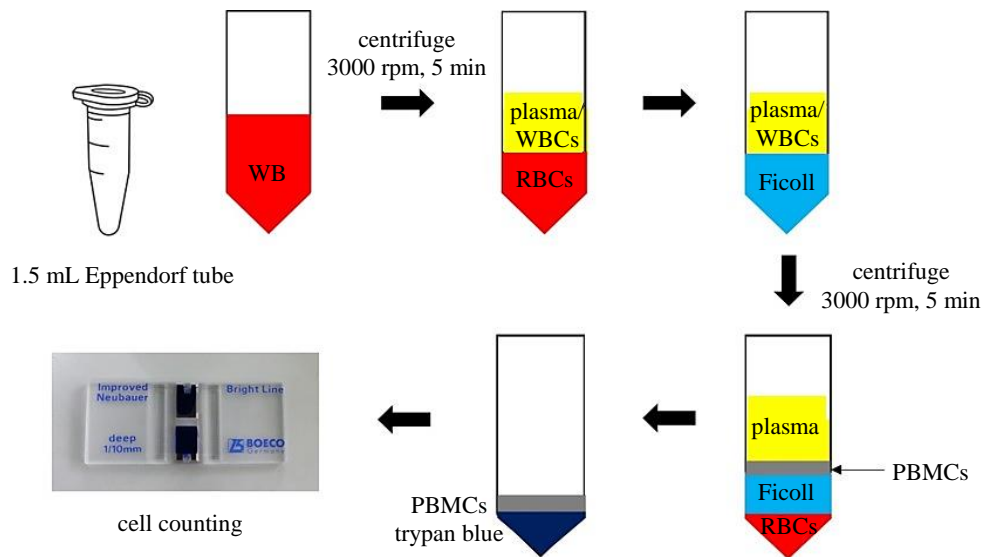 centrifuge
3000 rpm, 5 min
plasma/
WBCs
plasma/
WBCs
WB
RBCs
Ficoll
1.5 mL Eppendorf tube
centrifuge
3000 rpm, 5 min
Improved
Neubauer
Bright Line
deep
1/10mm
BOECO
Germany
plasma
PBMCs
Ficoll
RBCs
PBMCs
trypan blue
cell counting